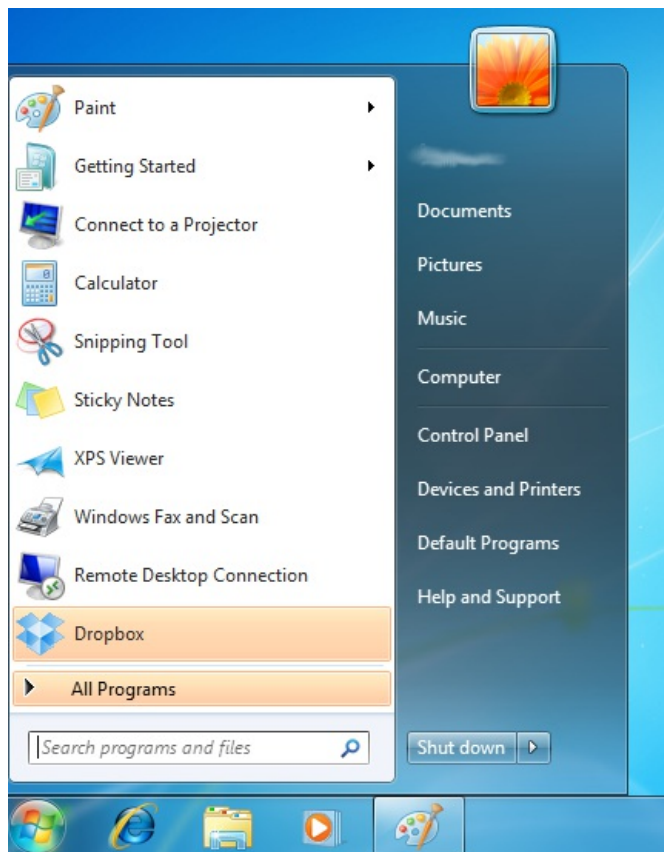 Paint
Getting Started
Connect to a Projector
Calculator
Snipping Tool
Sticky Notes
XPS Viewer
Windows Fax and Scan
Remote Desktop Connection
Dropbox
All Programs
Search programs and files
Documents
Pictures
Music
Computer
Control Panel
Devices and Printers
Default Programs
Help and Support
Shut down